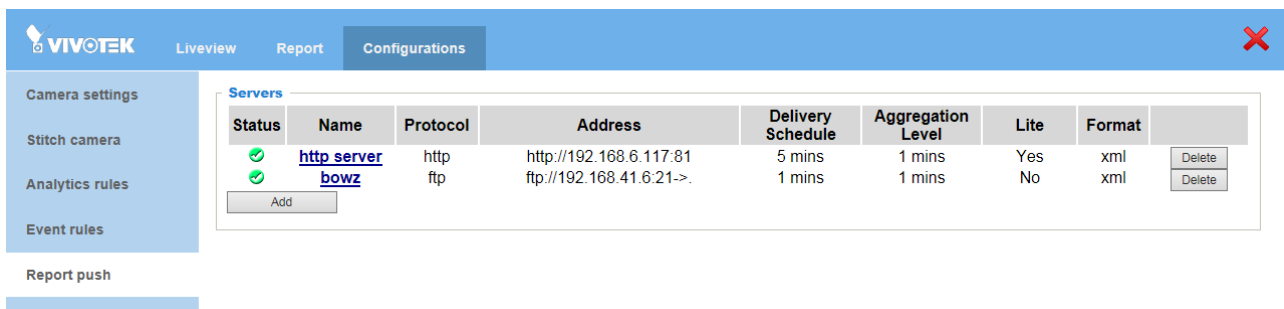 VIVOTEK Liveview Report Configurations
Camera settings
Stitch camera
Analytics rules
Event rules
Report push
Servers
Status Name Protocol Address Delivery Schedule Aggregation Level Lite Format
http server http http://192.168.6.117:81 5 mins 1 mins Yes xml Delete
bowz ftp ftp://192.168.41.6:21->. 1 mins 1 mins No xml Delete
Add